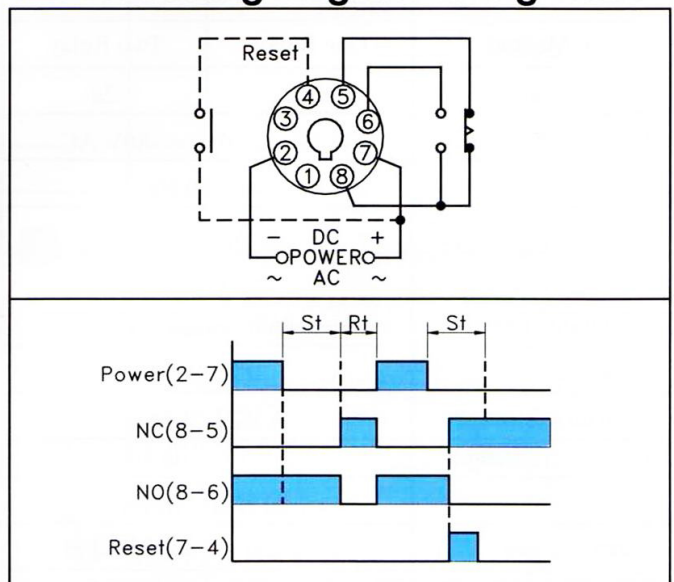 Reset
4 5
3 6
2 7
1 8
− DC +
POWER
~ AC ~
St Rt St
Power(2−7)
NC(8−5)
NO(8−6)
Reset(7−4)